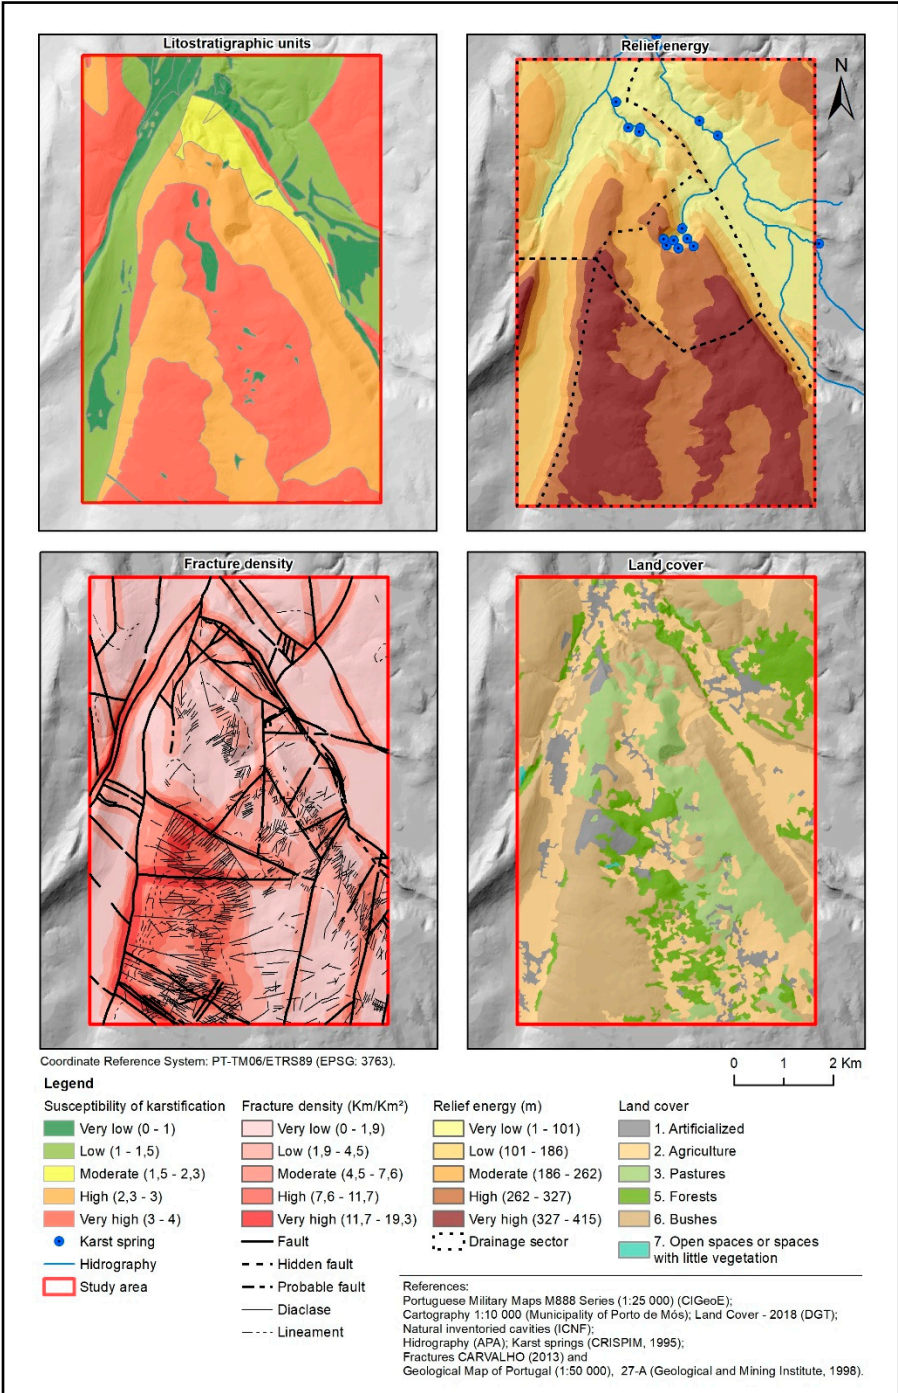 Litostratigraphic units
Relief energy
N
Fracture density
Land cover
Coordinate Reference System: PT-TM06/ETRS89 (EPSG: 3763).
0 1 2 Km
Legend
Susceptibility of karstification
Very low (0 - 1)
Low (1 - 1,5)
Moderate (1,5 - 2,3)
High (2,3 - 3)
Very high (3 - 4)
Karst spring
Hidrography
Study area
Fracture density (Km/Km²)
Very low (0 - 1,9)
Low (1,9 - 4,5)
Moderate (4,5 - 7,6)
High (7,6 - 11,7)
Very high (11,7 - 19,3)
Fault
Hidden fault
Probable fault
Diaclase
Lineament
Relief energy (m)
Very low (1 - 101)
Low (101 - 186)
Moderate (186 - 262)
High (262 - 327)
Very high (327 - 415)
Drainage sector
Land cover
1. Artificialized
2. Agriculture
3. Pastures
5. Forests
6. Bushes
7. Open spaces or spaces
with little vegetation
References:
Portuguese Military Maps M888 Series (1:25 000) (CIGeoE);
Cartography 1:10 000 (Municipality of Porto de Mós); Land Cover - 2018 (DGT);
Natural inventoried cavities (ICNF);
Hidrography (APA); Karst springs (CRISPIM, 1995);
Fractures CARVALHO (2013) and
Geological Map of Portugal (1:50 000), 27-A (Geological and Mining Institute, 1998).